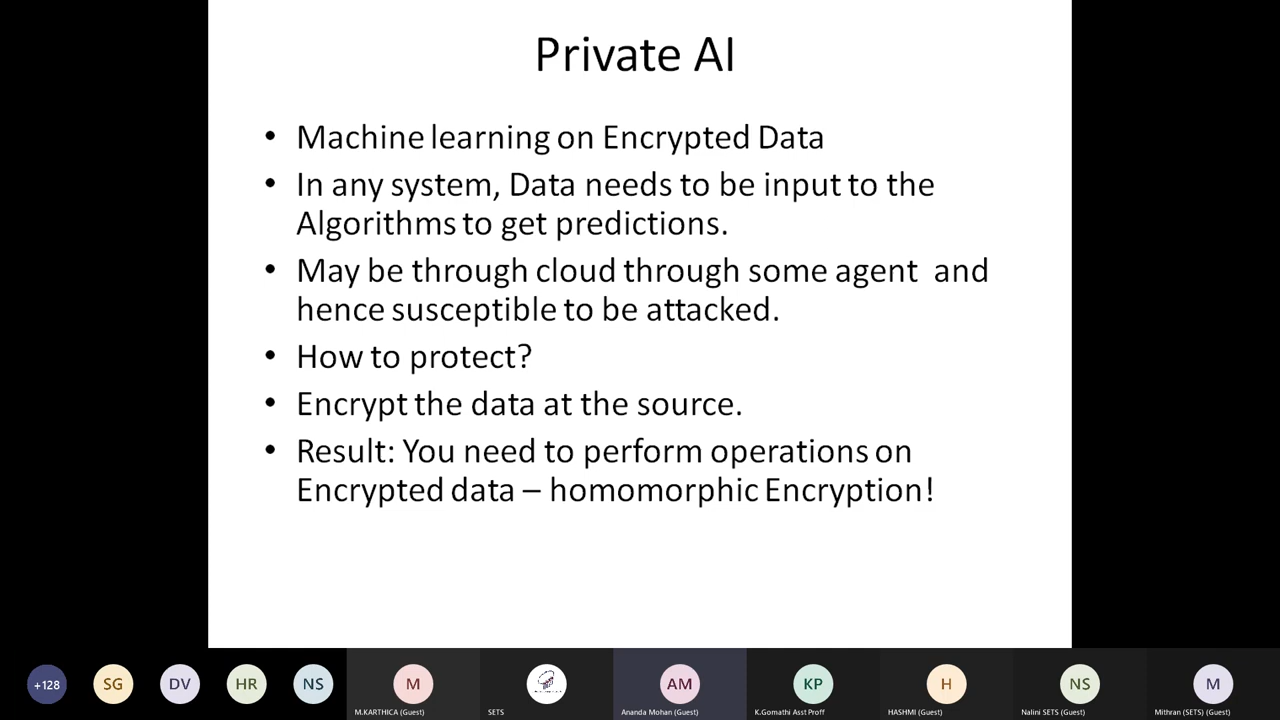 Private AI
• Machine learning on Encrypted Data
• In any system, Data needs to be input to the
Algorithms to get predictions.
• May be through cloud through some agent and
hence susceptible to be attacked.
• How to protect?
• Encrypt the data at the source.
• Result: You need to perform operations on
Encrypted data – homomorphic Encryption!
+128 SG DV HR NS M AM KP H NS M
M.KARTHICA (Guest) SETS Ananda Mohan (Guest) K.Gomathi Asst Proff HASHMI (Guest) Nalini SETS (Guest) Mithran (SETS) (Guest)